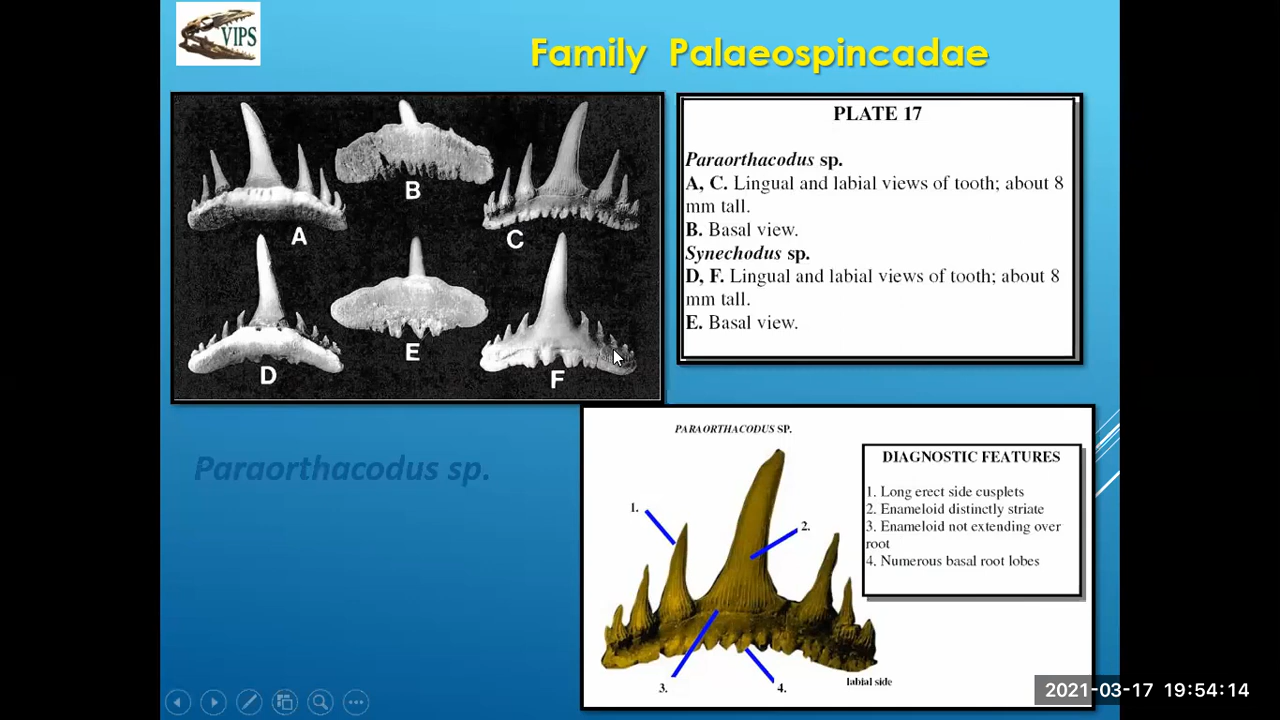 VIPS
Family Palaeospincadae
A
B
C
D
E
F
PLATE 17
Paraorthacodus sp.
A, C. Lingual and labial views of tooth; about 8
mm tall.
B. Basal view.
Synechodus sp.
D, F. Lingual and labial views of tooth; about 8
mm tall.
E. Basal view.
Paraorthacodus sp.
PARAORTHACODUS SP.
1.
2.
3.
4.
labial side
DIAGNOSTIC FEATURES
1. Long erect side cusplets
2. Enameloid distinctly striate
3. Enameloid not extending over
root
4. Numerous basal root lobes
2021-03-17 19:54:14